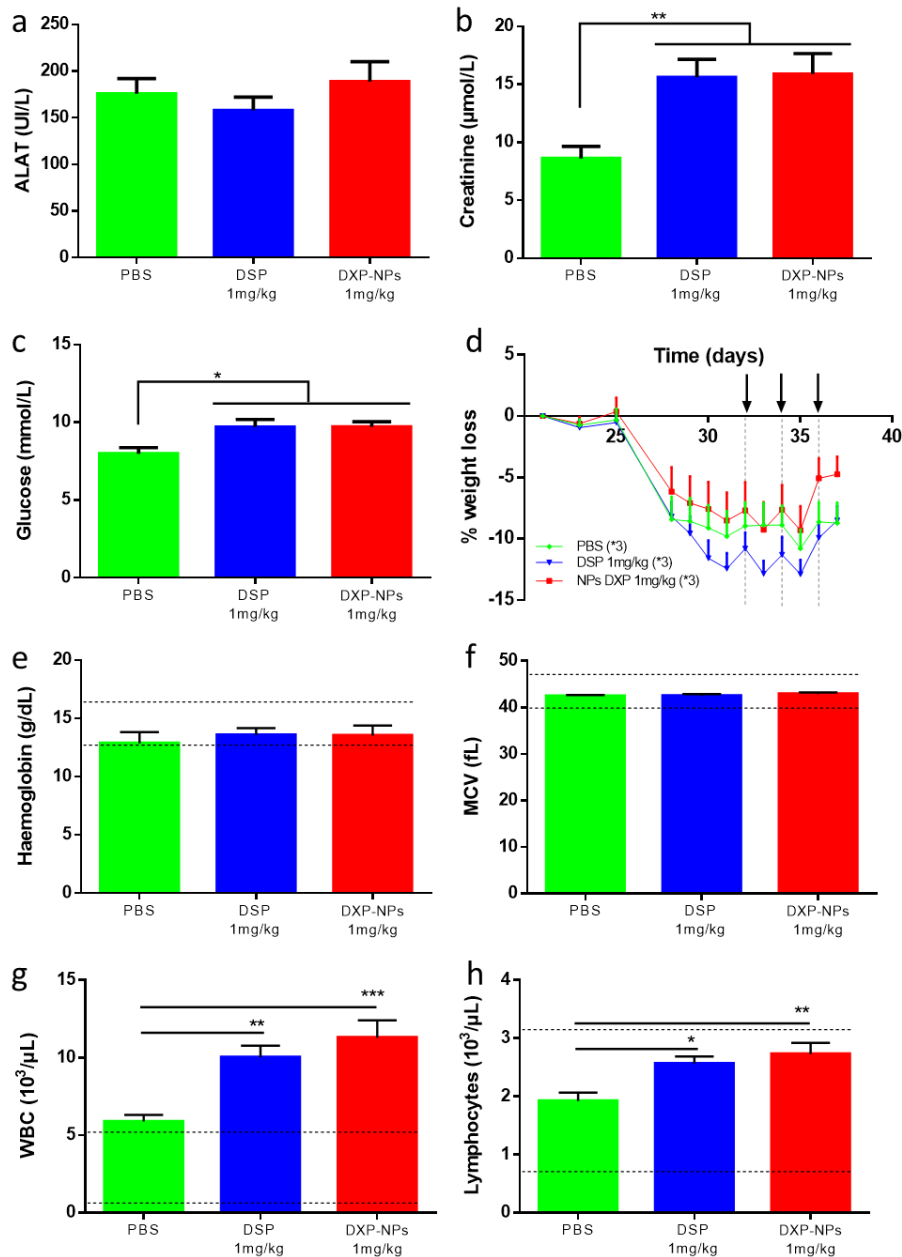 a
ALAT (UI/L)
250
200
150
100
50
0
PBS
DSP
1mg/kg
DXP-NPs
1mg/kg
b
Creatinine (µmol/L)
20
15
10
5
0
**
PBS
DSP
1mg/kg
DXP-NPs
1mg/kg
c
Glucose (mmol/L)
15
10
5
0
*
PBS
DSP
1mg/kg
DXP-NPs
1mg/kg
d
Time (days)
% weight loss
5
0
-5
-10
-15
25
30
35
40
PBS (*3)
DSP 1mg/kg (*3)
NPs DXP 1mg/kg (*3)
e
Haemoglobin (g/dL)
20
15
10
5
0
PBS
DSP
1mg/kg
DXP-NPs
1mg/kg
f
MCV (fL)
50
40
30
20
10
0
PBS
DSP
1mg/kg
DXP-NPs
1mg/kg
g
WBC (10³/µL)
15
10
5
0
***
**
PBS
DSP
1mg/kg
DXP-NPs
1mg/kg
h
Lymphocytes (10³/µL)
4
3
2
1
0
**
*
PBS
DSP
1mg/kg
DXP-NPs
1mg/kg